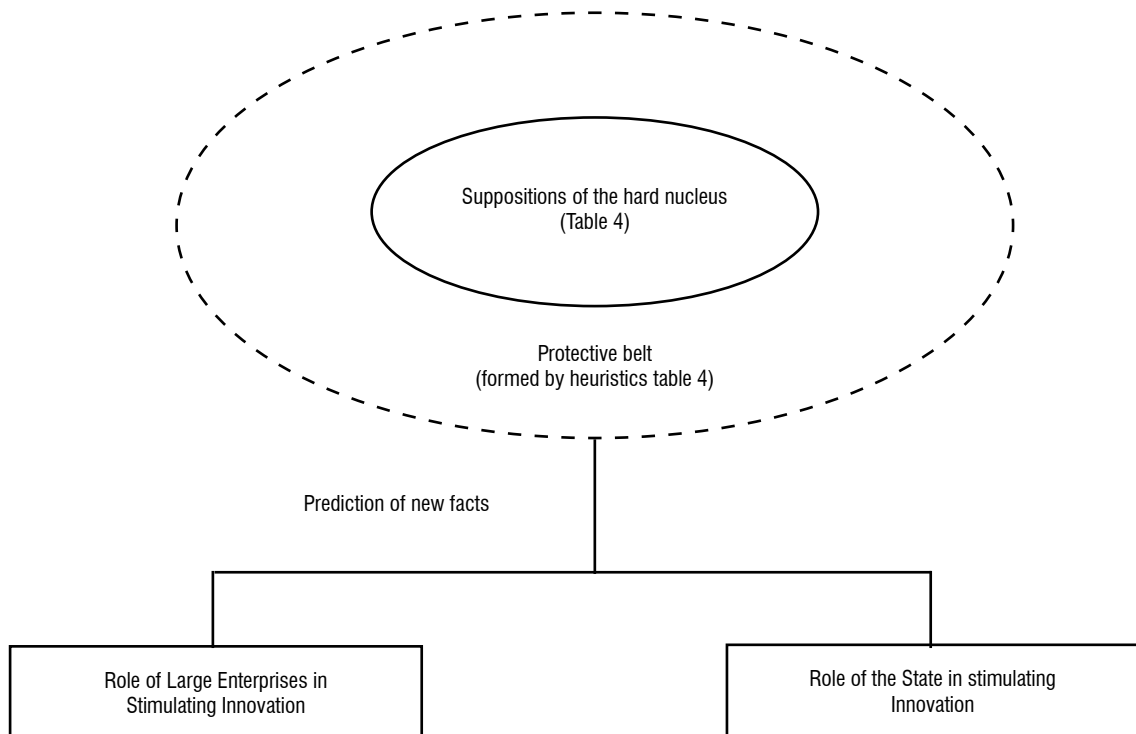 Suppositions of the hard nucleus
(Table 4)
Protective belt
(formed by heuristics table 4)
Prediction of new facts
Role of Large Enterprises in
Stimulating Innovation
Role of the State in stimulating
Innovation